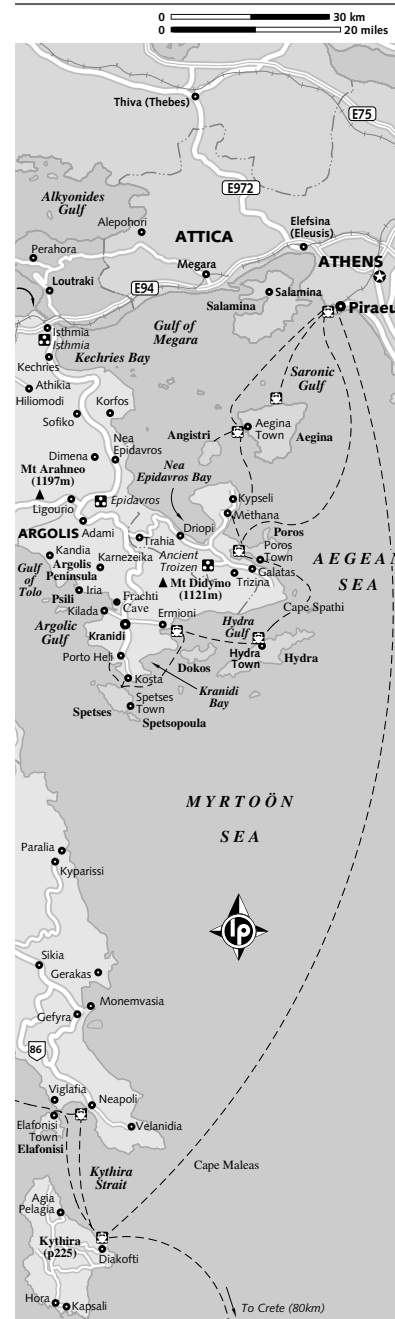 0 30 km
0 20 miles
Thiva (Thebes)
E75
E972
Alkyonides
Gulf
Alepohori
ATTICA
Elefsina
(Eleusis)
Perahora
Megara
ATHENS
Loutraki
E94
Salamina
Salamina
Piraeu
Isthmia
Isthmia
Gulf of
Megara
Kechries Bay
Kechries
Saronic
Gulf
Athikia
Hiliomodi
Korfos
Sofiko
Angistri
Aegina
Town
Aegina
Nea
Epidavros
Dimena
Nea
Epidavros Bay
Mt Arahneo
(1197m)
Epidavros
Kypseli
Ligourio
Methana
Adami
Driopi
ARGOLIS
Trahia
Poros
Poros
Town
Kandia
Argolis
Peninsula
Karnezeika
Ancient
Troizen
AEGEAN
SEA
Gulf
of
Tolo
Iria
Mt Didymo
(1121m)
Galatas
Trizina
Psili
Frachti
Cave
Kilada
Ermioni
Cape Spathi
Argolic
Gulf
Kranidi
Hydra
Gulf
Hydra
Town
Hydra
Porto Heli
Dokos
Kosta
Kranidi
Bay
Spetses
Spetses
Town
Spetsopoula
MYRTOÖN
SEA
Paralia
Kyparissi
lp
Sikia
Gerakas
Monemvasia
Gefyra
86
Viglafia
Neapoli
Elafonisi
Town
Velanidia
Elafonisi
Kythira
Strait
Cape Maleas
Agia
Pelagia
Kythira
(p225)
Diakofti
Hora
Kapsali
To Crete (80km)